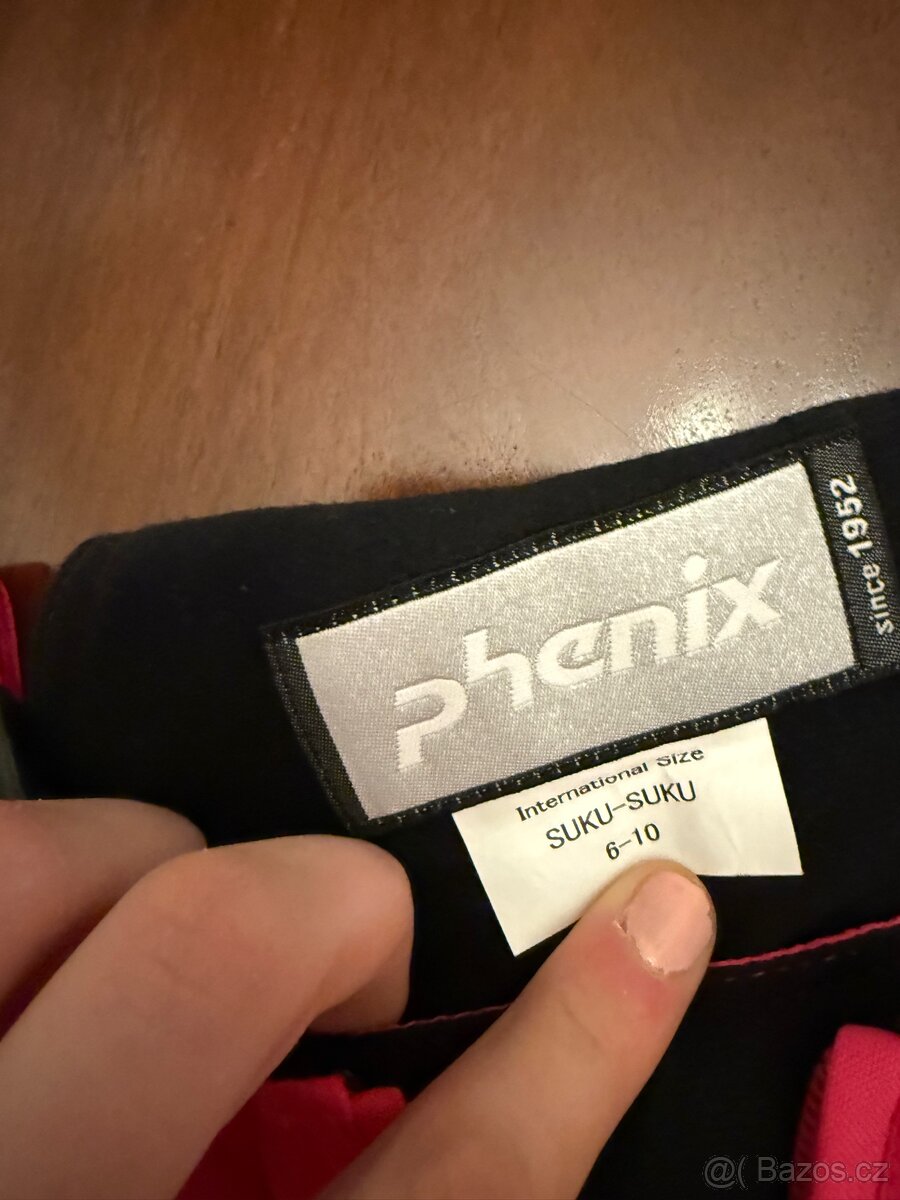 phenix
since 1952
International Size
SUKU-SUKU
6-10
@( Bazos.cz